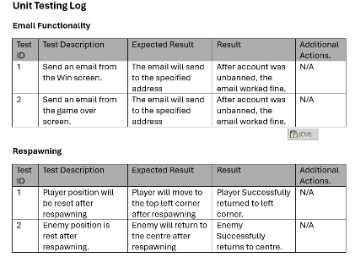 Unit Testing Log
Email Functionality
Test ID Test Description Expected Result Result Additional Actions.
1 Send an email from the Win screen. The email will send to the specified address After account was unbanned, the email worked fine. N/A
2 Send an email from the game over screen. The email will send to the specified address After account was unbanned, the email worked fine. N/A
(Ctrl)
Respawning
Test ID Test Description Expected Result Result Additional Actions.
1 Player position will be reset after respawning Player will move to the top left corner after respawning Player Successfully returned to left corner. N/A
2 Enemy position is rest after respawning. Enemy will return to the centre after respawning Enemy Successfully returns to centre. N/A